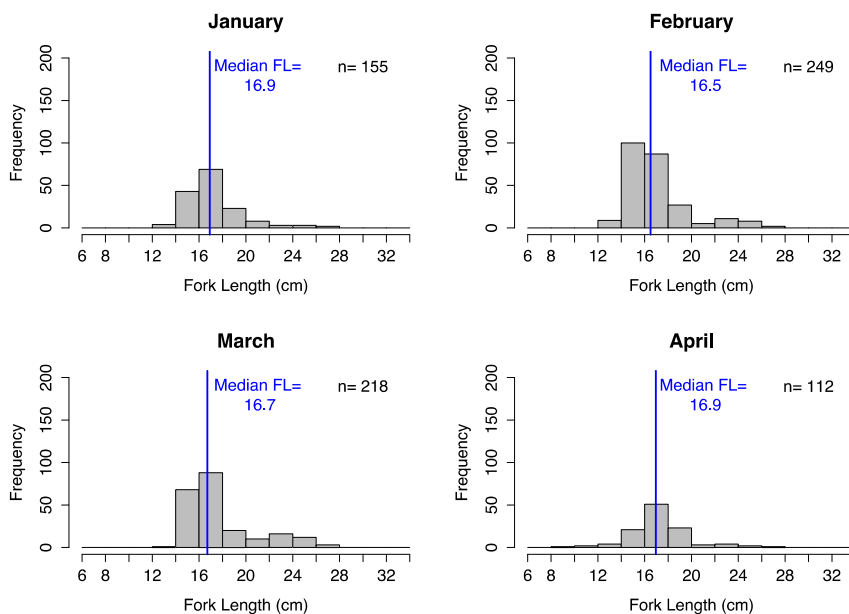 January
Median FL=
16.9
n= 155
Frequency
0 50 100 150 200
6 8 12 16 20 24 28 32
Fork Length (cm)
February
Median FL=
16.5
n= 249
Frequency
0 50 100 150 200
6 8 12 16 20 24 28 32
Fork Length (cm)
March
Median FL=
16.7
n= 218
Frequency
0 50 100 150 200
6 8 12 16 20 24 28 32
Fork Length (cm)
April
Median FL=
16.9
n= 112
Frequency
0 50 100 150 200
6 8 12 16 20 24 28 32
Fork Length (cm)